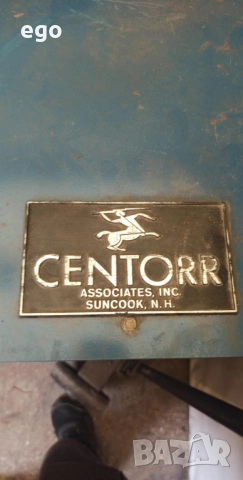 ego
CENTORR
ASSOCIATES, INC.
SUNCOOK, N.H.
BAZAR